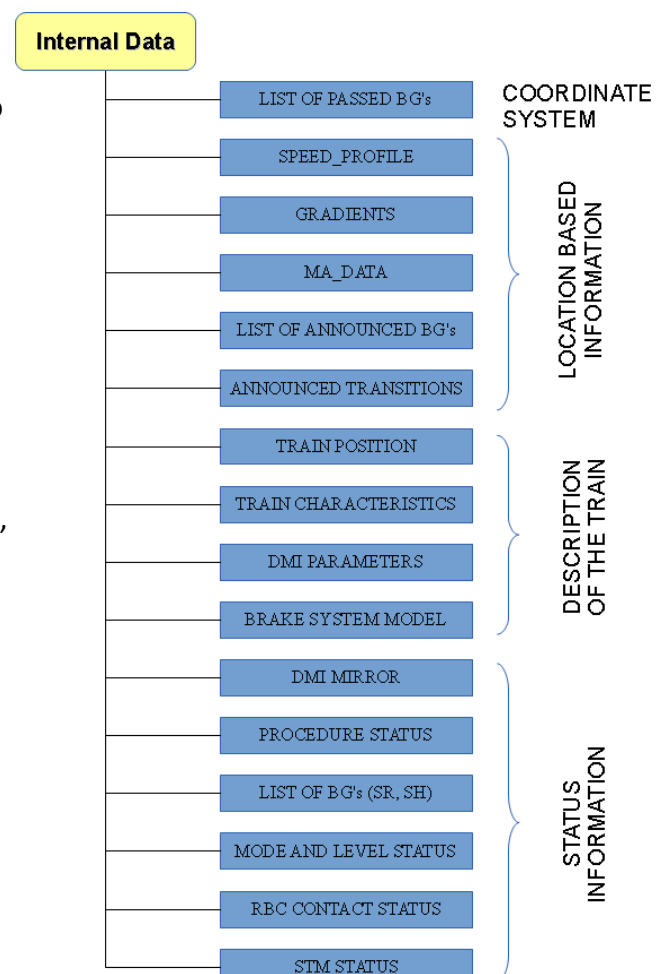 Internal Data
LIST OF PASSED BG's
COORDINATE
SYSTEM
SPEED_PROFILE
GRADIENTS
MA_DATA
LIST OF ANNOUNCED BG's
ANNOUNCED TRANSITIONS
LOCATION BASED
INFORMATION
TRAIN POSITION
TRAIN CHARACTERISTICS
DMI PARAMETERS
BRAKE SYSTEM MODEL
DESCRIPTION
OF THE TRAIN
DMI MIRROR
PROCEDURE STATUS
LIST OF BG's (SR, SH)
MODE AND LEVEL STATUS
RBC CONTACT STATUS
STM STATUS
STATUS
INFORMATION